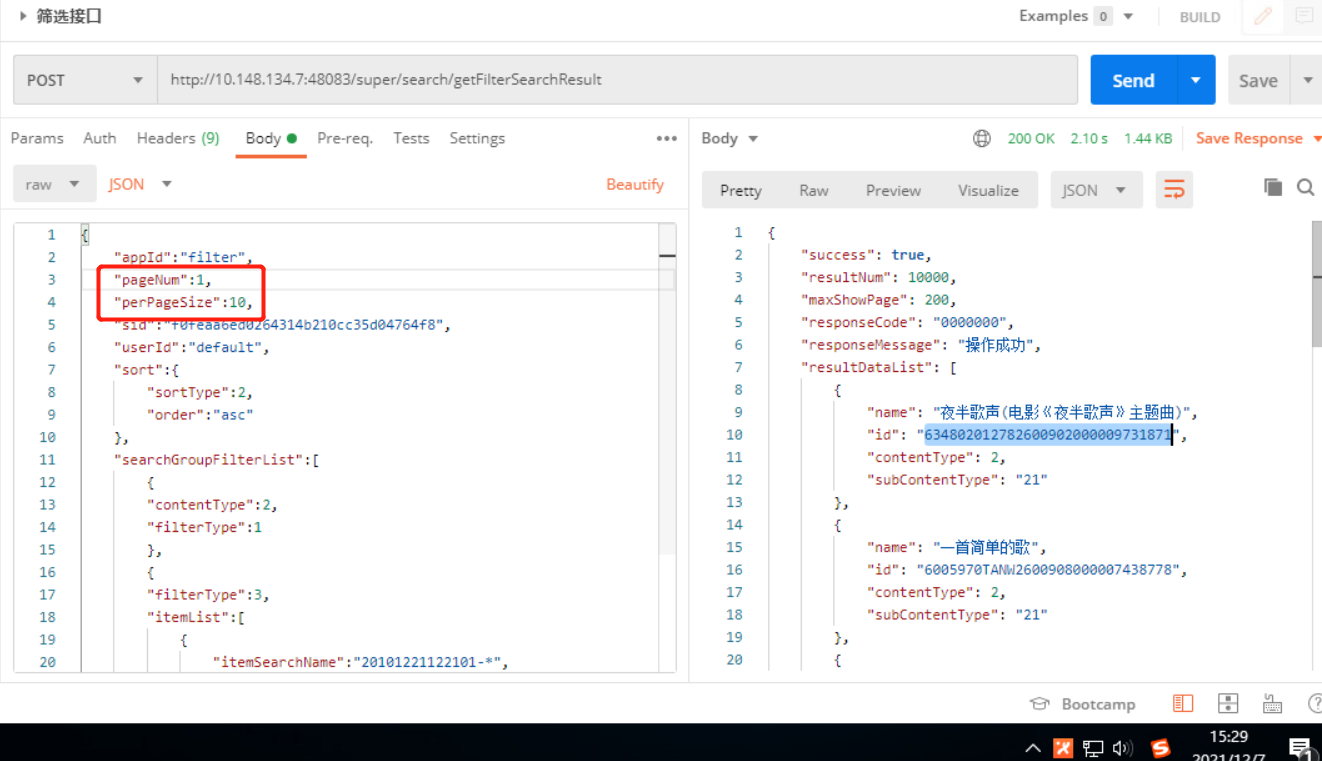 筛选接口
Examples 0
BUILD
POST
http://10.148.134.7:48083/super/search/getFilterSearchResult
Send
Save
Params Auth Headers (9) Body Pre-req. Tests Settings
raw JSON
Beautify
1 {
2 "appId":"filter",
3 "pageNum":1,
4 "perPageSize":10,
5 "sid":"f0feaa6ed0264314b210cc35d04764f8",
6 "userId":"default",
7 "sort":{
8 "sortType":2,
9 "order":"asc"
10 },
11 "searchGroupFilterList":[
12 {
13 "contentType":2,
14 "filterType":1
15 },
16 {
17 "filterType":3,
18 "itemList":[
19 {
20 "itemSearchName":"20101221122101-*",
Body
200 OK 2.10 s 1.44 KB Save Response
Pretty Raw Preview Visualize JSON
1 {
2 "success": true,
3 "resultNum": 10000,
4 "maxShowPage": 200,
5 "responseCode": "0000000",
6 "responseMessage": "操作成功",
7 "resultDataList": [
8 {
9 "name": "夜半歌声(电影《夜半歌声》主题曲)",
10 "id": "634802012782600902000009731871",
11 "contentType": 2,
12 "subContentType": "21"
13 },
14 {
15 "name": "一首简单的歌",
16 "id": "6005970TANW2600908000007438778",
17 "contentType": 2,
18 "subContentType": "21"
19 },
20 {
Bootcamp
15:29
2021/12/7
1